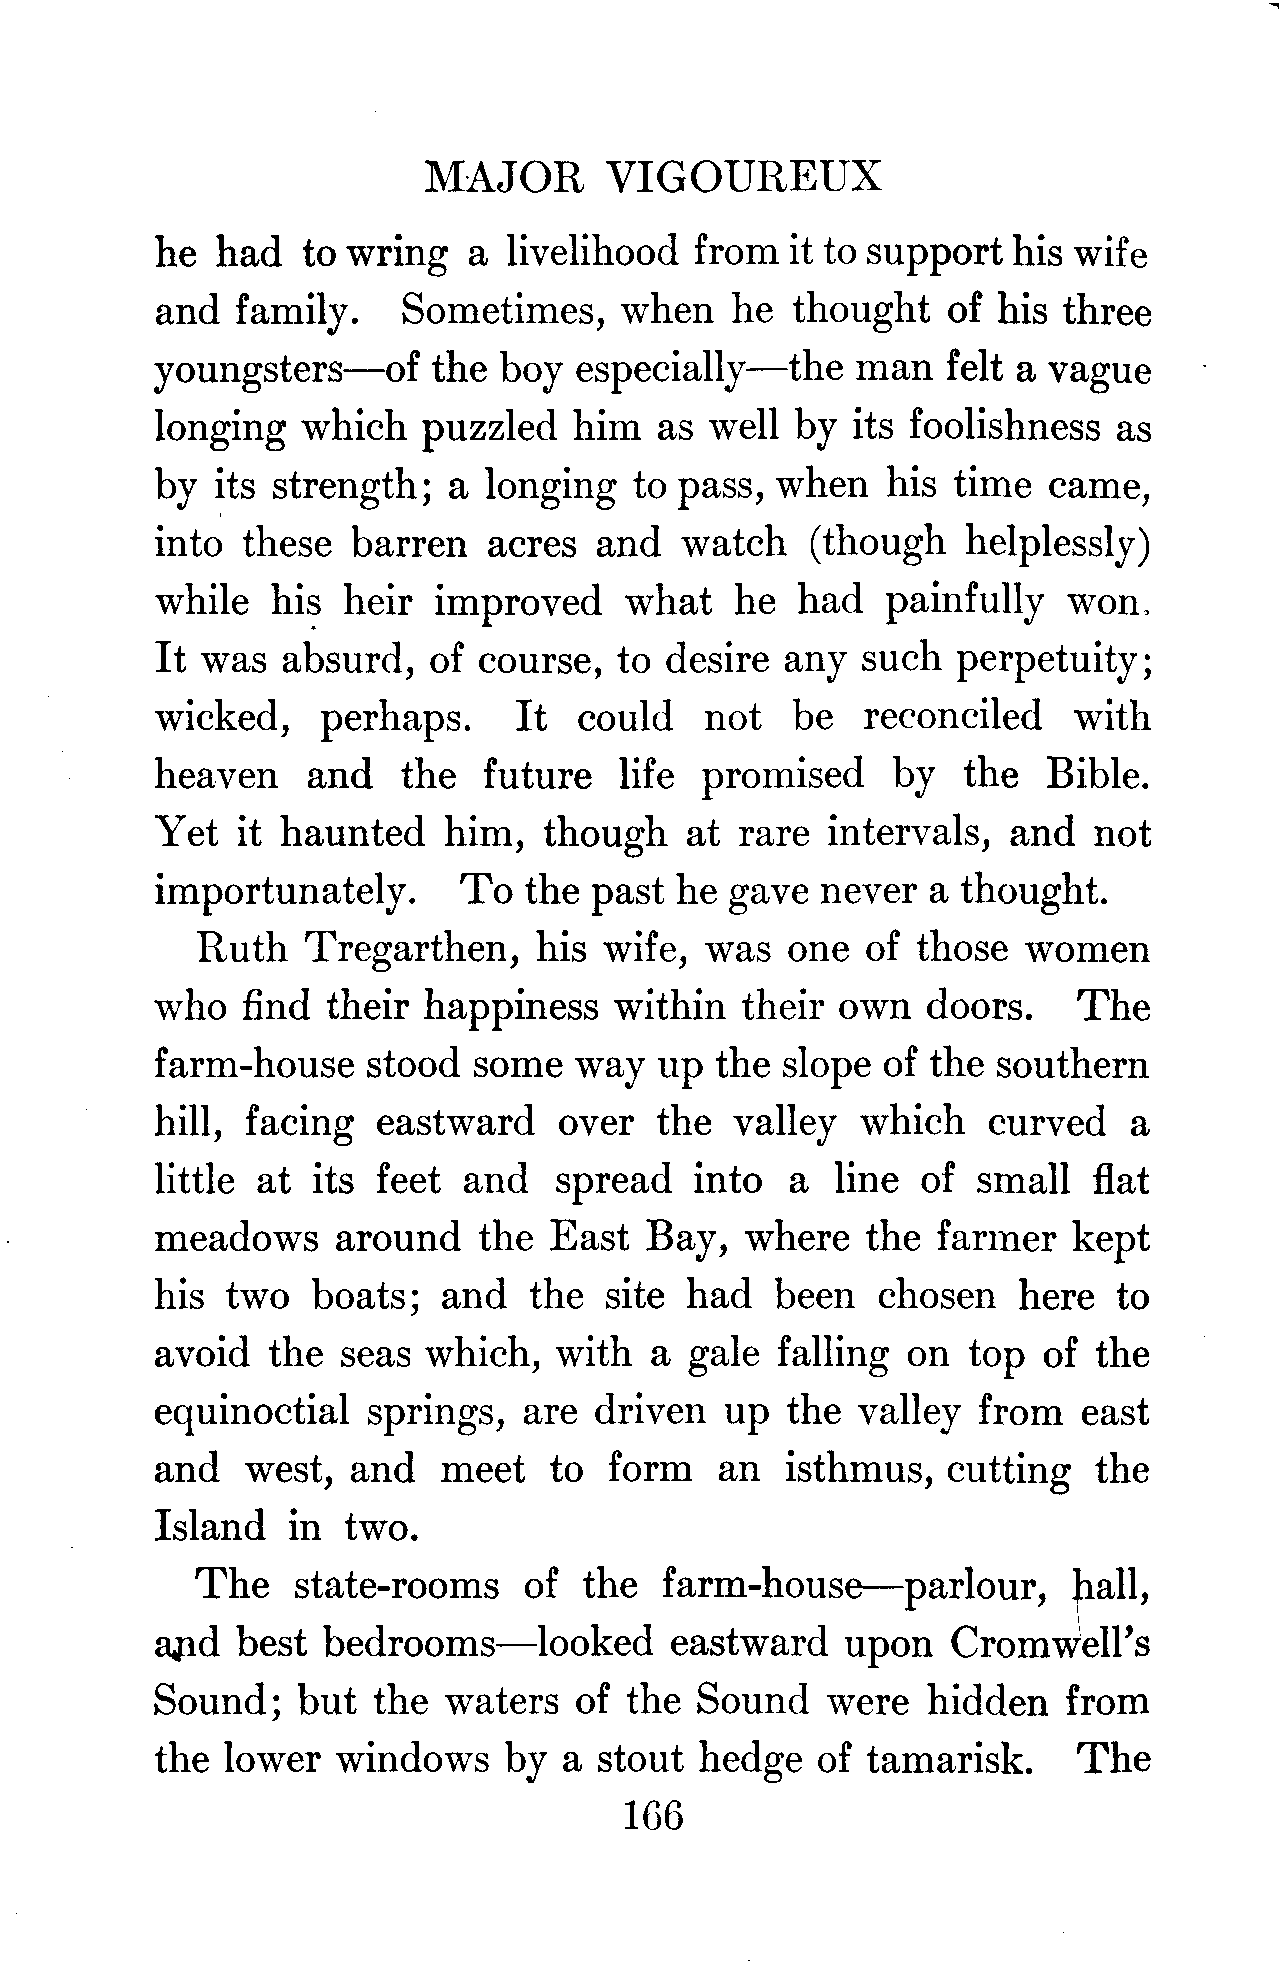 MAJOR VIGOUREUX
he had to wring a livelihood from it to support his wife
and family. Sometimes, when he thought of his three
youngsters—of the boy especially—the man felt a vague
longing which puzzled him as well by its foolishness as
by its strength; a longing to pass, when his time came,
into these barren acres and watch (though helplessly)
while his heir improved what he had painfully won.
It was absurd, of course, to desire any such perpetuity;
wicked, perhaps. It could not be reconciled with
heaven and the future life promised by the Bible.
Yet it haunted him, though at rare intervals, and not
importunately. To the past he gave never a thought.
Ruth Tregarthen, his wife, was one of those women
who find their happiness within their own doors. The
farm-house stood some way up the slope of the southern
hill, facing eastward over the valley which curved a
little at its feet and spread into a line of small flat
meadows around the East Bay, where the farmer kept
his two boats; and the site had been chosen here to
avoid the seas which, with a gale falling on top of the
equinoctial springs, are driven up the valley from east
and west, and meet to form an isthmus, cutting the
Island in two.
The state-rooms of the farm-house—parlour, hall,
and best bedrooms—looked eastward upon Cromwell's
Sound; but the waters of the Sound were hidden from
the lower windows by a stout hedge of tamarisk. The
166